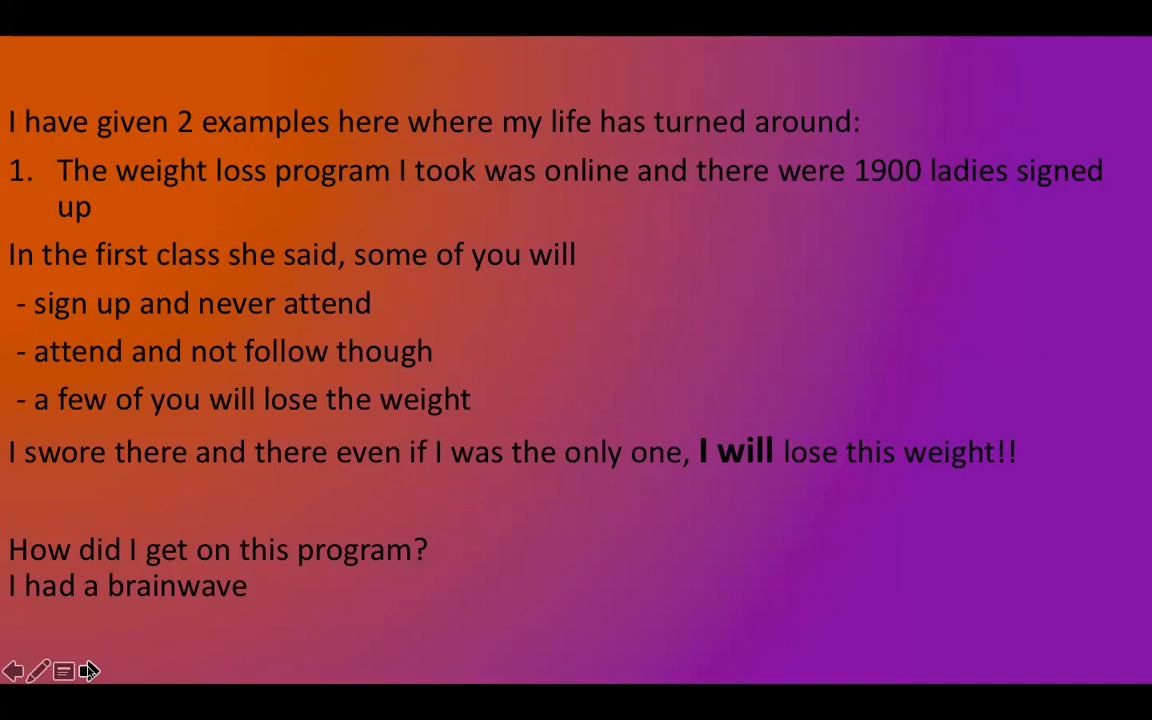 I have given 2 examples here where my life has turned around:
1. The weight loss program I took was online and there were 1900 ladies signed
up
In the first class she said, some of you will
- sign up and never attend
- attend and not follow though
- a few of you will lose the weight
I swore there and there even if I was the only one, I will lose this weight!!
How did I get on this program?
I had a brainwave